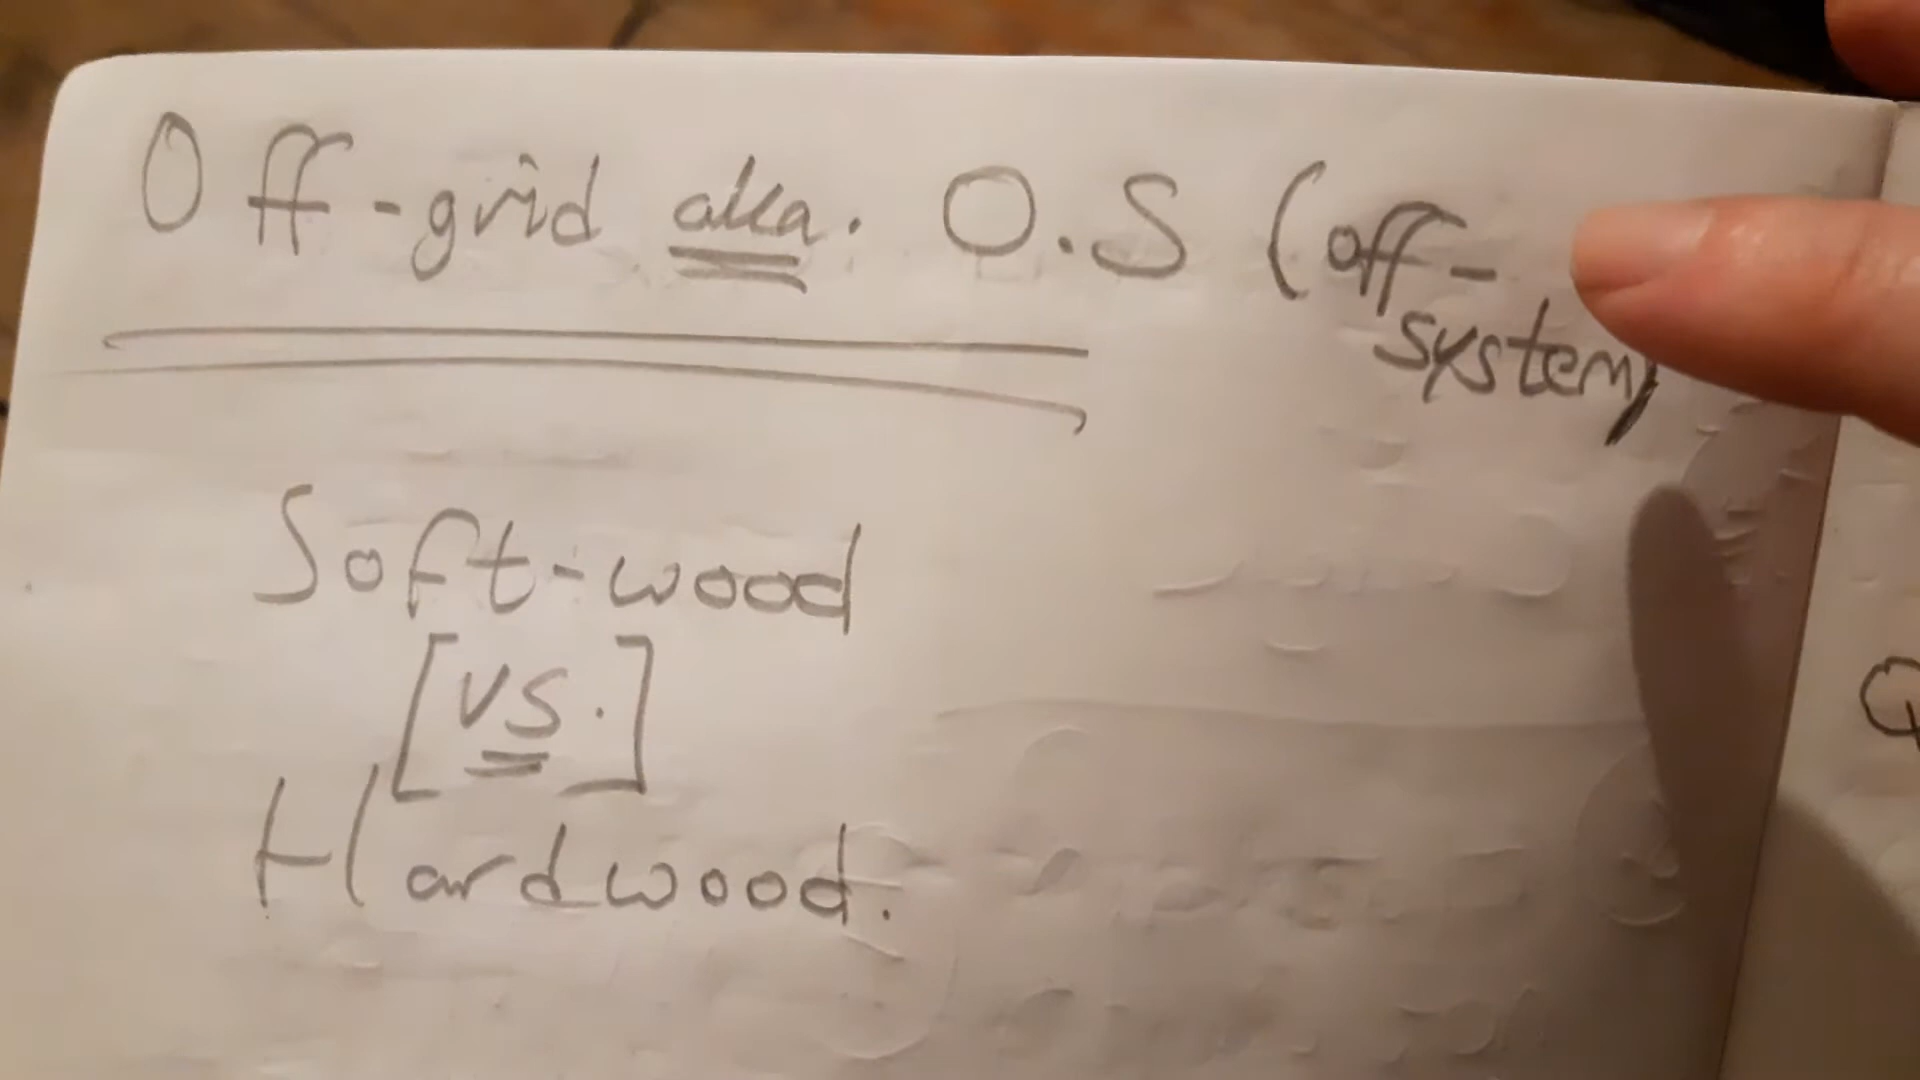 Off-grid aka. O.S (off-
system)
Soft-wood
[vs.]
Hardwood.
Q